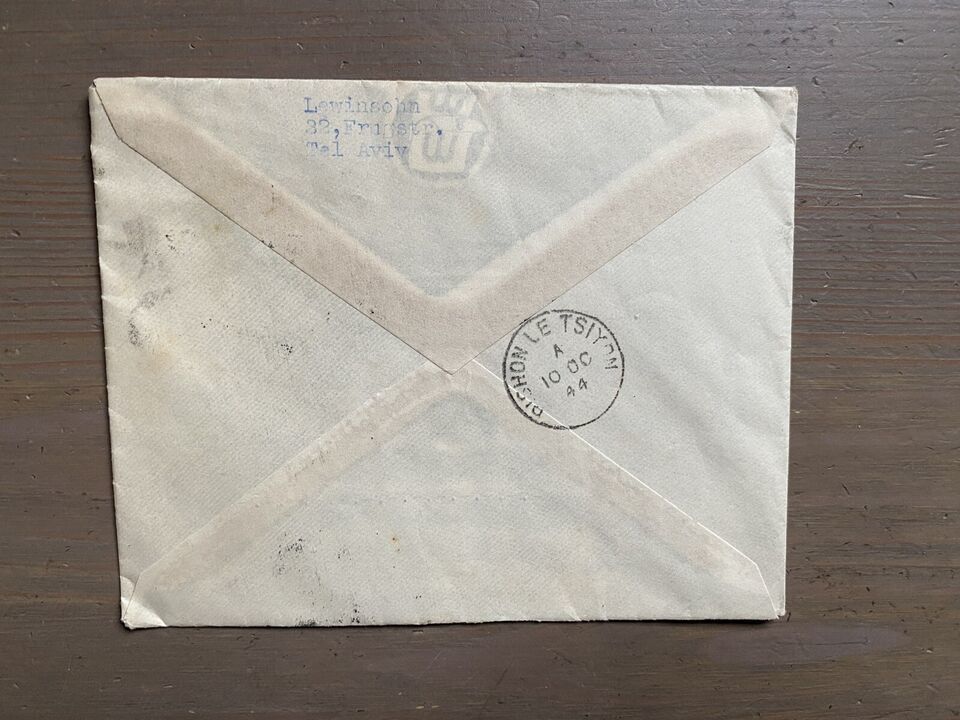 Lewinsohn
32,Frugstr.
Tel Aviv
RISHON LE TSIYON
A
10 OC
44